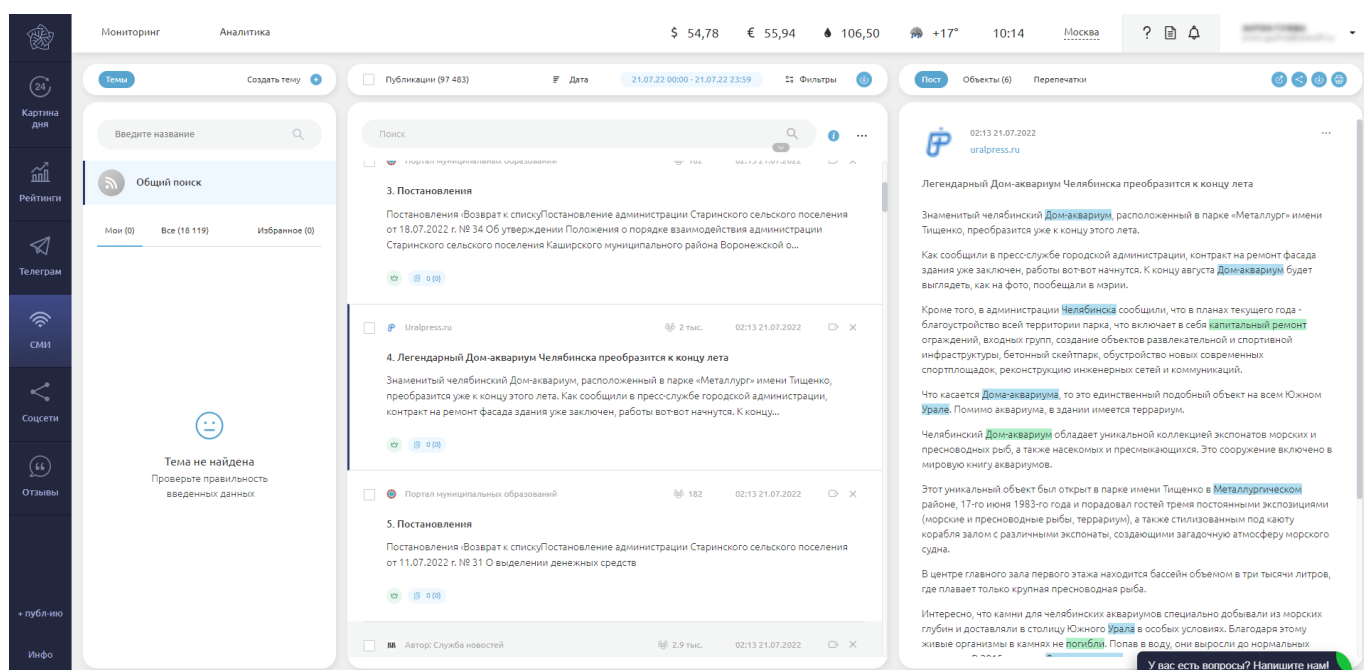 Мониторинг Аналитика $ 54,78 € 55,94 106,50 +17° 10:14 Москва ?
24
Картина
дня
Рейтинги
Телеграм
СМИ
Соцсети
Отзывы
+ публ-ию
Инфо
Темы Создать тему +
Введите название
Общий поиск
Мои (0) Все (18 119) Избранное (0)
Тема не найдена
Проверьте правильность
введенных данных
Публикации (97 483) Дата 21.07.22 00:00 - 21.07.22 23:59 Фильтры
Поиск
Портал муниципальных образований 182 02:13 21.07.2022
3. Постановления
Постановления ‹Возврат к спискуПостановление администрации Старинского сельского поселения
от 18.07.2022 г. № 34 Об утверждении Положения о порядке взаимодействия администрации
Старинского сельского поселения Каширского муниципального района Воронежской о...
0 (0)
Uralpress.ru 2 тыс. 02:13 21.07.2022
4. Легендарный Дом-аквариум Челябинска преобразится к концу лета
Знаменитый челябинский Дом-аквариум, расположенный в парке «Металлург» имени Тищенко,
преобразится уже к концу этого лета. Как сообщили в пресс-службе городской администрации,
контракт на ремонт фасада здания уже заключен, работы вот-вот начнутся. К концу...
0 (0)
Портал муниципальных образований 182 02:13 21.07.2022
5. Постановления
Постановления ‹Возврат к спискуПостановление администрации Старинского сельского поселения
от 11.07.2022 г. № 31 О выделении денежных средств
0 (0)
BB Автор: Служба новостей 2.9 тыс. 02:13 21.07.2022
Пост Объекты (6) Перепечатки
02:13 21.07.2022
uralpress.ru
Легендарный Дом-аквариум Челябинска преобразится к концу лета
Знаменитый челябинский Дом-аквариум, расположенный в парке «Металлург» имени
Тищенко, преобразится уже к концу этого лета.
Как сообщили в пресс-службе городской администрации, контракт на ремонт фасада
здания уже заключен, работы вот-вот начнутся. К концу августа Дом-аквариум будет
выглядеть, как на фото, пообещали в мэрии.
Кроме того, в администрации Челябинска сообщили, что в планах текущего года -
благоустройство всей территории парка, что включает в себя капитальный ремонт
ограждений, входных групп, создание объектов развлекательной и спортивной
инфраструктуры, бетонный скейтпарк, обустройство новых современных
спортплощадок, реконструкцию инженерных сетей и коммуникаций.
Что касается Дома-аквариума, то это единственный подобный объект на всем Южном
Урале. Помимо аквариума, в здании имеется террариум.
Челябинский Дом-аквариум обладает уникальной коллекцией экспонатов морских и
пресноводных рыб, а также насекомых и пресмыкающихся. Это сооружение включено в
мировую книгу аквариумов.
Этот уникальный объект был открыт в парке имени Тищенко в Металлургическом
районе, 17-го июня 1983-го года и порадовал гостей тремя постоянными экспозициями
(морские и пресноводные рыбы, террариум), а также стилизованным под каюту
корабля залом с различными экспонаты, создающими загадочную атмосферу морского
судна.
В центре главного зала первого этажа находится бассейн объемом в три тысячи литров,
где плавает только крупная пресноводная рыба.
Интересно, что камни для челябинских аквариумов специально добывали из морских
глубин и доставляли в столицу Южного Урала в особых условиях. Благодаря этому
живые организмы в камнях не погибли. Попав в воду, они выросли до нормальных
У вас есть вопросы? Напишите нам!